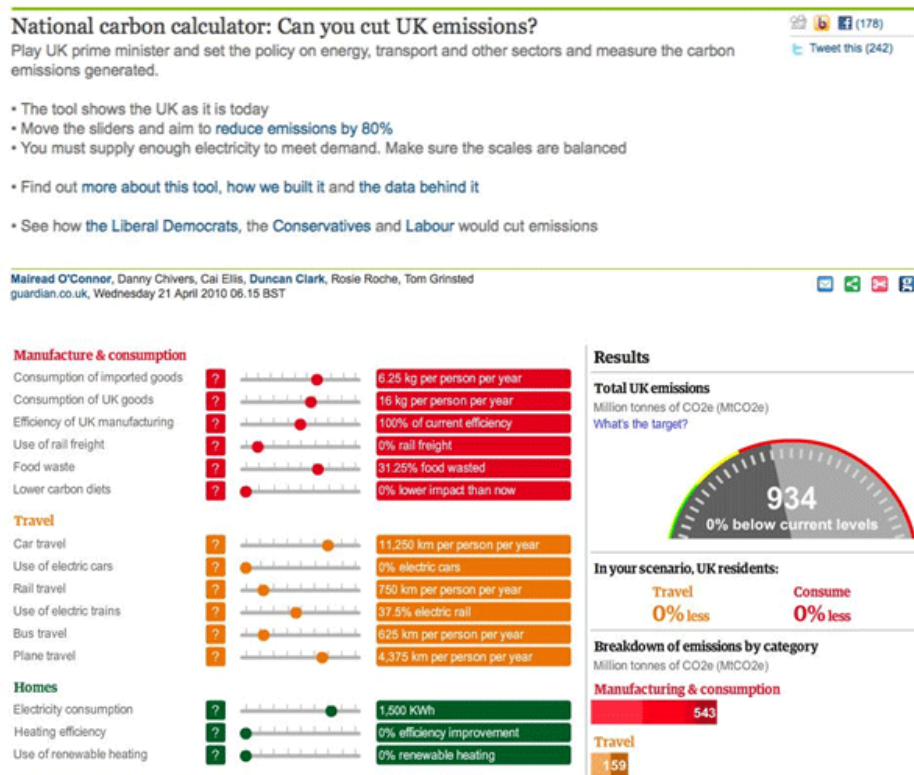 National carbon calculator: Can you cut UK emissions?
Play UK prime minister and set the policy on energy, transport and other sectors and measure the carbon
emissions generated.
• The tool shows the UK as it is today
• Move the sliders and aim to reduce emissions by 80%
• You must supply enough electricity to meet demand. Make sure the scales are balanced
• Find out more about this tool, how we built it and the data behind it
• See how the Liberal Democrats, the Conservatives and Labour would cut emissions
(178)
Tweet this (242)
Mairead O'Connor, Danny Chivers, Cai Ellis, Duncan Clark, Rosie Roche, Tom Grinsted
guardian.co.uk, Wednesday 21 April 2010 06.15 BST
Manufacture & consumption
Consumption of imported goods ? 6.25 kg per person per year
Consumption of UK goods ? 16 kg per person per year
Efficiency of UK manufacturing ? 100% of current efficiency
Use of rail freight ? 0% rail freight
Food waste ? 31.25% food wasted
Lower carbon diets ? 0% lower impact than now
Travel
Car travel ? 11,250 km per person per year
Use of electric cars ? 0% electric cars
Rail travel ? 750 km per person per year
Use of electric trains ? 37.5% electric rail
Bus travel ? 625 km per person per year
Plane travel ? 4,375 km per person per year
Homes
Electricity consumption ? 1,500 KWh
Heating efficiency ? 0% efficiency improvement
Use of renewable heating ? 0% renewable heating
Results
Total UK emissions
Million tonnes of CO2e (MtCO2e)
What's the target?
934
0% below current levels
In your scenario, UK residents:
Travel Consume
0% less 0% less
Breakdown of emissions by category
Million tonnes of CO2e (MtCO2e)
Manufacturing & consumption
543
Travel
159